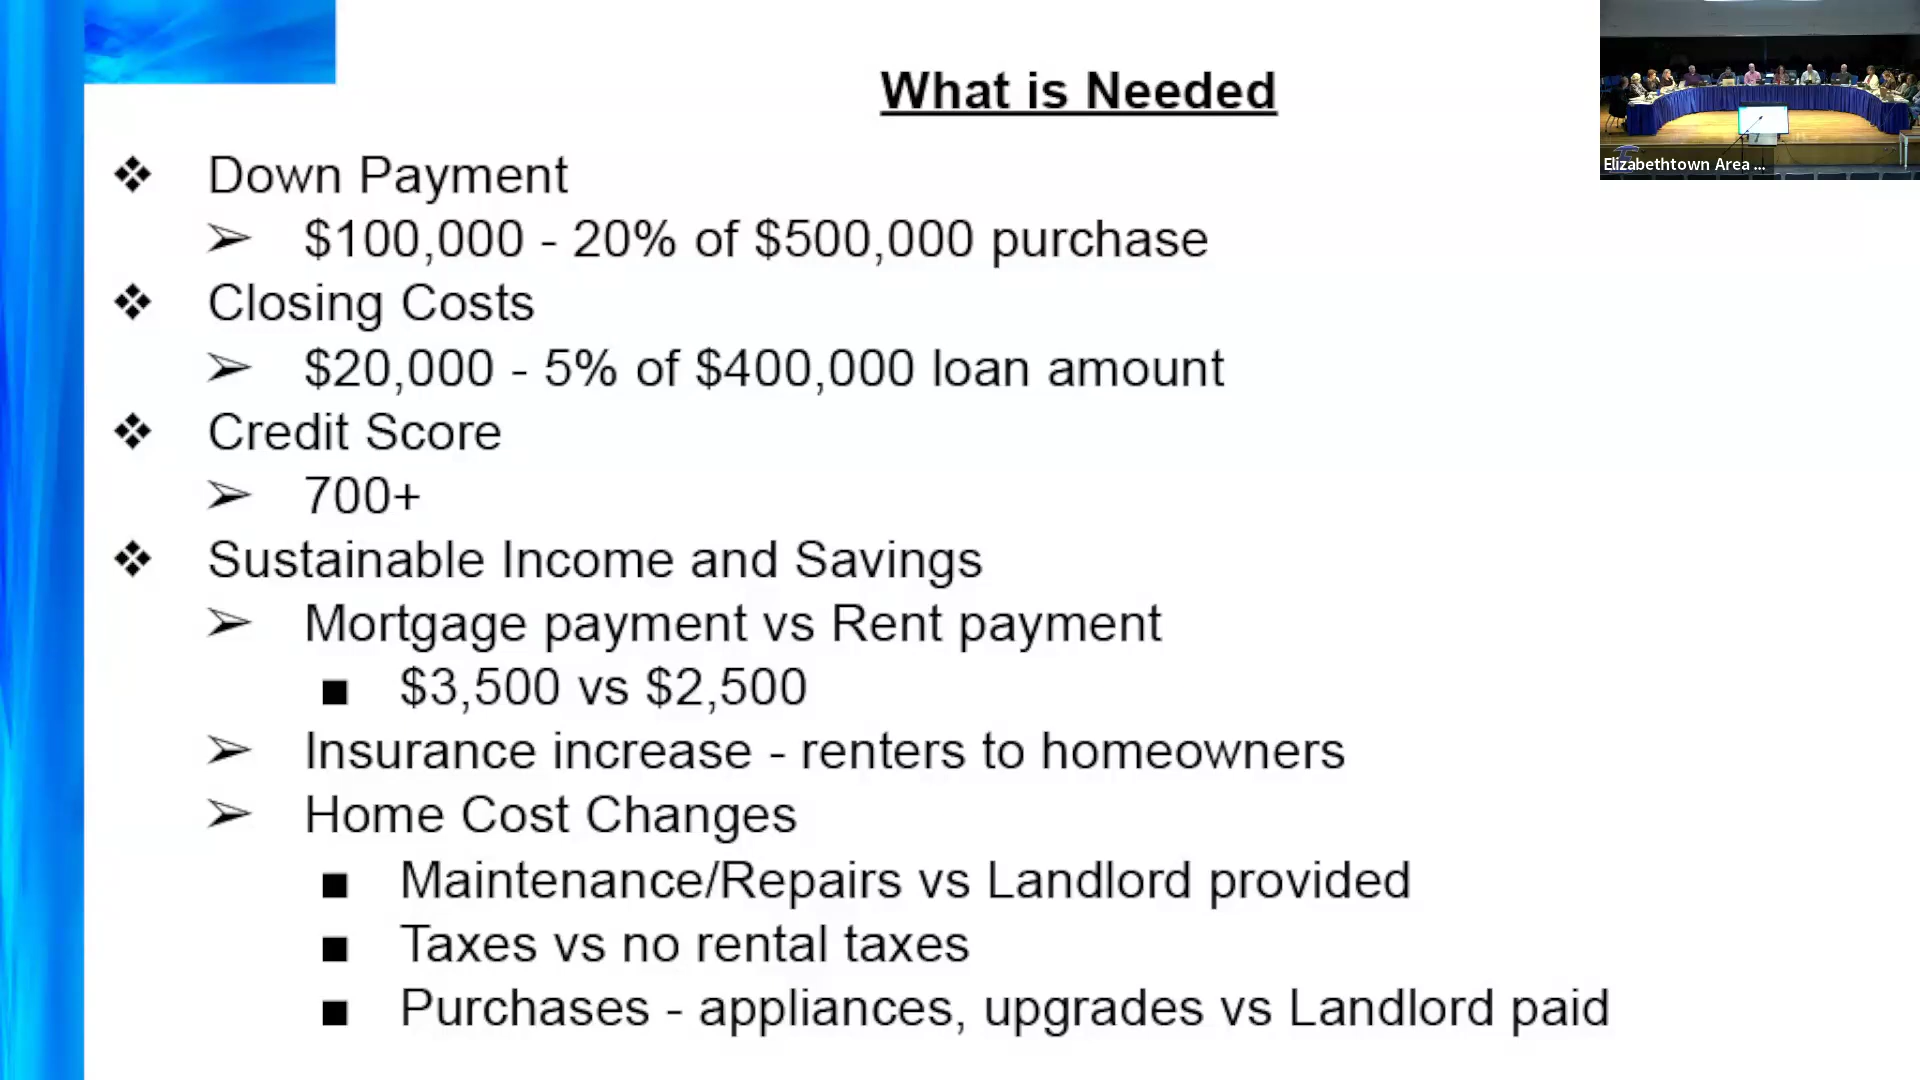 What is Needed
Elizabethtown Area ...
❖ Down Payment
➢ $100,000 - 20% of $500,000 purchase
❖ Closing Costs
➢ $20,000 - 5% of $400,000 loan amount
❖ Credit Score
➢ 700+
❖ Sustainable Income and Savings
➢ Mortgage payment vs Rent payment
■ $3,500 vs $2,500
➢ Insurance increase - renters to homeowners
➢ Home Cost Changes
■ Maintenance/Repairs vs Landlord provided
■ Taxes vs no rental taxes
■ Purchases - appliances, upgrades vs Landlord paid